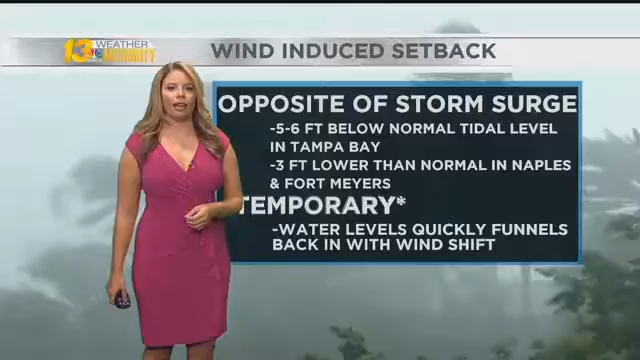 13 WEATHER
AUTHORITY
WIND INDUCED SETBACK
OPPOSITE OF STORM SURGE
-5-6 FT BELOW NORMAL TIDAL LEVEL
IN TAMPA BAY
-3 FT LOWER THAN NORMAL IN NAPLES
& FORT MEYERS
TEMPORARY*
-WATER LEVELS QUICKLY FUNNELS
BACK IN WITH WIND SHIFT